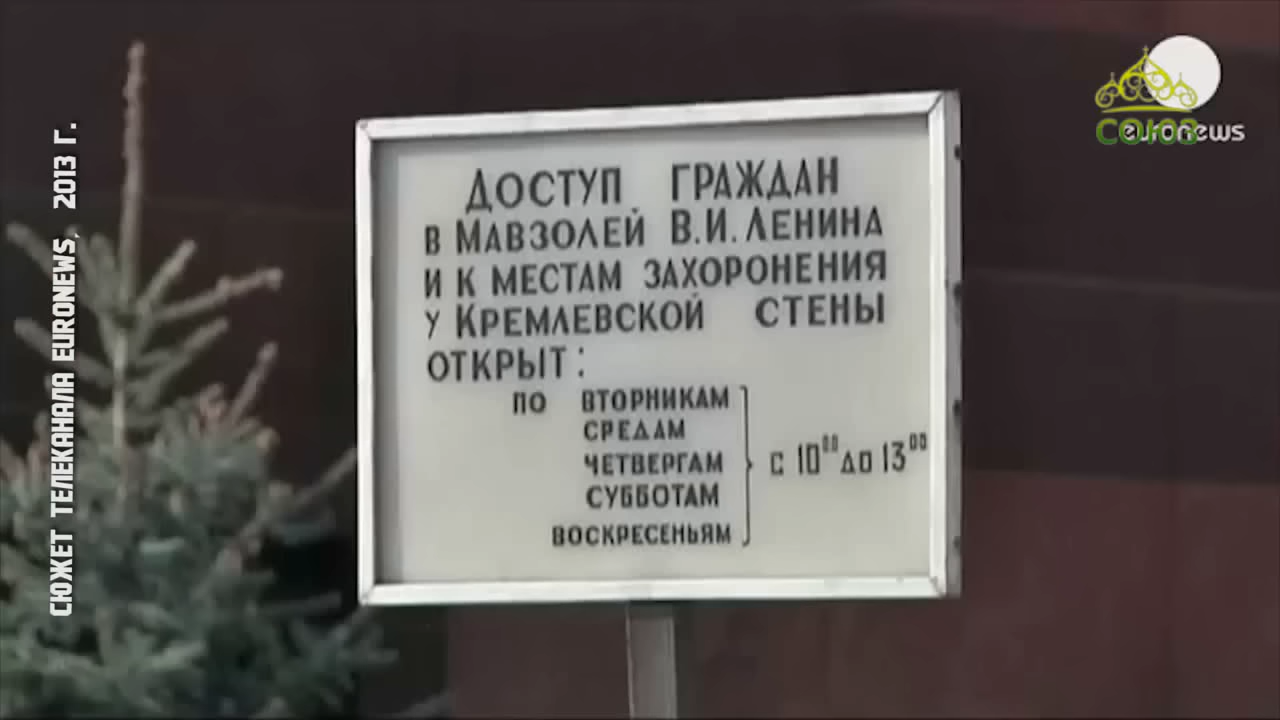 ДОСТУП ГРАЖДАН
В МАВЗОЛЕЙ В.И. ЛЕНИНА
И К МЕСТАМ ЗАХОРОНЕНИЯ
У КРЕМЛЕВСКОЙ СТЕНЫ
ОТКРЫТ:
ПО ВТОРНИКАМ
СРЕДАМ
ЧЕТВЕРГАМ С 10⁰⁰ ДО 13⁰⁰
СУББОТАМ
ВОСКРЕСЕНЬЯМ
СЮЖЕТ ТЕЛЕКАНАЛА EURONEWS, 2013 Г.
СОЮЗ
euronews